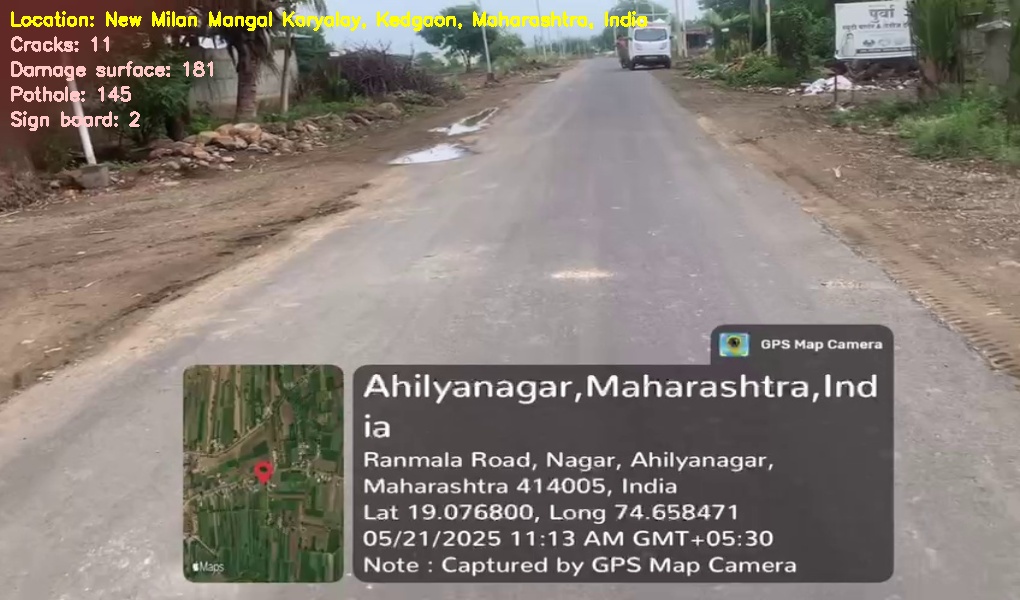 Location: New Milan Mangal Karyalay, Kedgaon, Maharashtra, India
Cracks: 11
Damage surface: 181
Pothole: 145
Sign board: 2
पुर्वा
GPS Map Camera
Ahilyanagar,Maharashtra,Ind
ia
Ranmala Road, Nagar, Ahilyanagar,
Maharashtra 414005, India
Lat 19.076800, Long 74.658471
05/21/2025 11:13 AM GMT+05:30
Note : Captured by GPS Map Camera
Maps